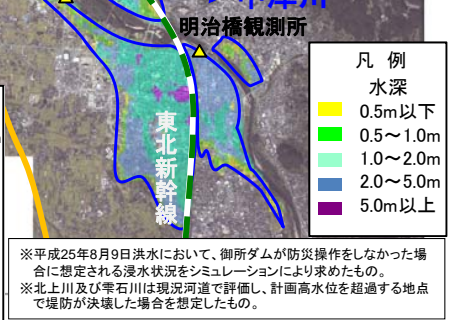 中津川
明治橋観測所
東北新幹線
凡 例
水深
0.5m以下
0.5～1.0m
1.0～2.0m
2.0～5.0m
5.0m以上
※平成25年8月9日洪水において、御所ダムが防災操作をしなかった場
合に想定される浸水状況をシミュレーションにより求めたもの。
※北上川及び雫石川は現況河道で評価し、計画高水位を超過する地点
で堤防が決壊した場合を想定したもの。